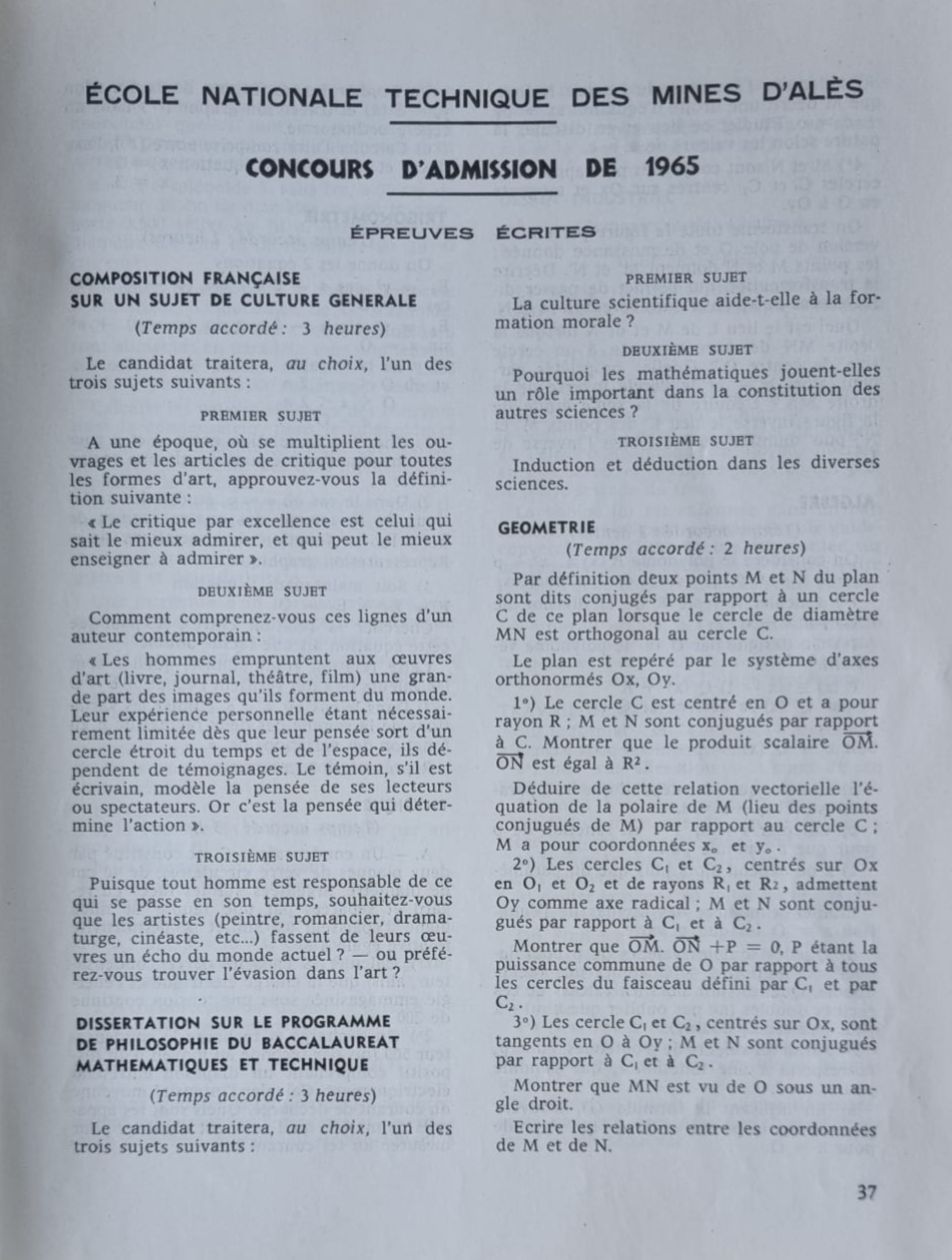 ÉCOLE NATIONALE TECHNIQUE DES MINES D'ALÈS
CONCOURS D'ADMISSION DE 1965
ÉPREUVES ÉCRITES
COMPOSITION FRANÇAISE
SUR UN SUJET DE CULTURE GENERALE
(Temps accordé : 3 heures)
Le candidat traitera, au choix, l'un des
trois sujets suivants :
PREMIER SUJET
A une époque, où se multiplient les ou-
vrages et les articles de critique pour toutes
les formes d'art, approuvez-vous la défini-
tion suivante :
« Le critique par excellence est celui qui
sait le mieux admirer, et qui peut le mieux
enseigner à admirer ».
DEUXIÈME SUJET
Comment comprenez-vous ces lignes d'un
auteur contemporain :
« Les hommes empruntent aux œuvres
d'art (livre, journal, théâtre, film) une gran-
de part des images qu'ils forment du monde.
Leur expérience personnelle étant nécessai-
rement limitée dès que leur pensée sort d'un
cercle étroit du temps et de l'espace, ils dé-
pendent de témoignages. Le témoin, s'il est
écrivain, modèle la pensée de ses lecteurs
ou spectateurs. Or c'est la pensée qui déter-
mine l'action ».
TROISIÈME SUJET
Puisque tout homme est responsable de ce
qui se passe en son temps, souhaitez-vous
que les artistes (peintre, romancier, drama-
turge, cinéaste, etc...) fassent de leurs œu-
vres un écho du monde actuel ? — ou préfé-
rez-vous trouver l'évasion dans l'art ?
DISSERTATION SUR LE PROGRAMME
DE PHILOSOPHIE DU BACCALAUREAT
MATHEMATIQUES ET TECHNIQUE
(Temps accordé : 3 heures)
Le candidat traitera, au choix, l'un des
trois sujets suivants :
PREMIER SUJET
La culture scientifique aide-t-elle à la for-
mation morale ?
DEUXIÈME SUJET
Pourquoi les mathématiques jouent-elles
un rôle important dans la constitution des
autres sciences ?
TROISIÈME SUJET
Induction et déduction dans les diverses
sciences.
GEOMETRIE
(Temps accordé : 2 heures)
Par définition deux points M et N du plan
sont dits conjugés par rapport à un cercle
C de ce plan lorsque le cercle de diamètre
MN est orthogonal au cercle C.
Le plan est repéré par le système d'axes
orthonormés Ox, Oy.
1°) Le cercle C est centré en O et a pour
rayon R ; M et N sont conjugués par rapport
à C. Montrer que le produit scalaire OM.
ON est égal à R².
Déduire de cette relation vectorielle l'é-
quation de la polaire de M (lieu des points
conjugués de M) par rapport au cercle C ;
M a pour coordonnées x₀ et y₀.
2°) Les cercles C₁ et C₂, centrés sur Ox
en O₁ et O₂ et de rayons R₁ et R₂, admettent
Oy comme axe radical ; M et N sont conju-
gués par rapport à C₁ et à C₂.
Montrer que OM. ON +P = 0, P étant la
puissance commune de O par rapport à tous
les cercles du faisceau défini par C₁ et par
C₂.
3°) Les cercle C₁ et C₂, centrés sur Ox, sont
tangents en O à Oy ; M et N sont conjugués
par rapport à C₁ et à C₂.
Montrer que MN est vu de O sous un an-
gle droit.
Ecrire les relations entre les coordonnées
de M et de N.
37